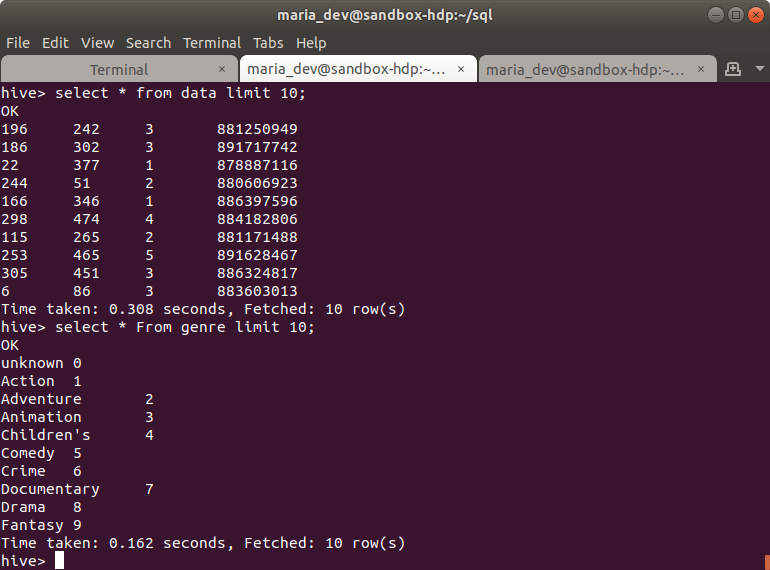 maria_dev@sandbox-hdp:~/sql
File Edit View Search Terminal Tabs Help
Terminal × maria_dev@sandbox-hdp:~... × maria_dev@sandbox-hdp:~... ×
hive> select * from data limit 10;
OK
196 242 3 881250949
186 302 3 891717742
22 377 1 878887116
244 51 2 880606923
166 346 1 886397596
298 474 4 884182806
115 265 2 881171488
253 465 5 891628467
305 451 3 886324817
6 86 3 883603013
Time taken: 0.308 seconds, Fetched: 10 row(s)
hive> select * From genre limit 10;
OK
unknown 0
Action 1
Adventure 2
Animation 3
Children's 4
Comedy 5
Crime 6
Documentary 7
Drama 8
Fantasy 9
Time taken: 0.162 seconds, Fetched: 10 row(s)
hive>